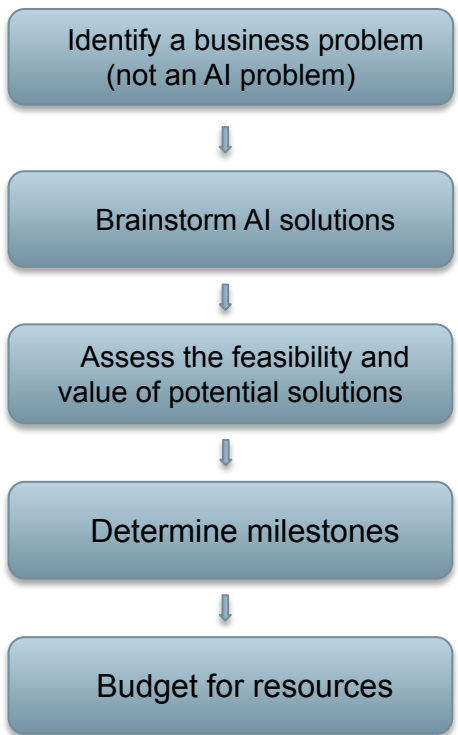 Identify a business problem
(not an AI problem)
Brainstorm AI solutions
Assess the feasibility and
value of potential solutions
Determine milestones
Budget for resources